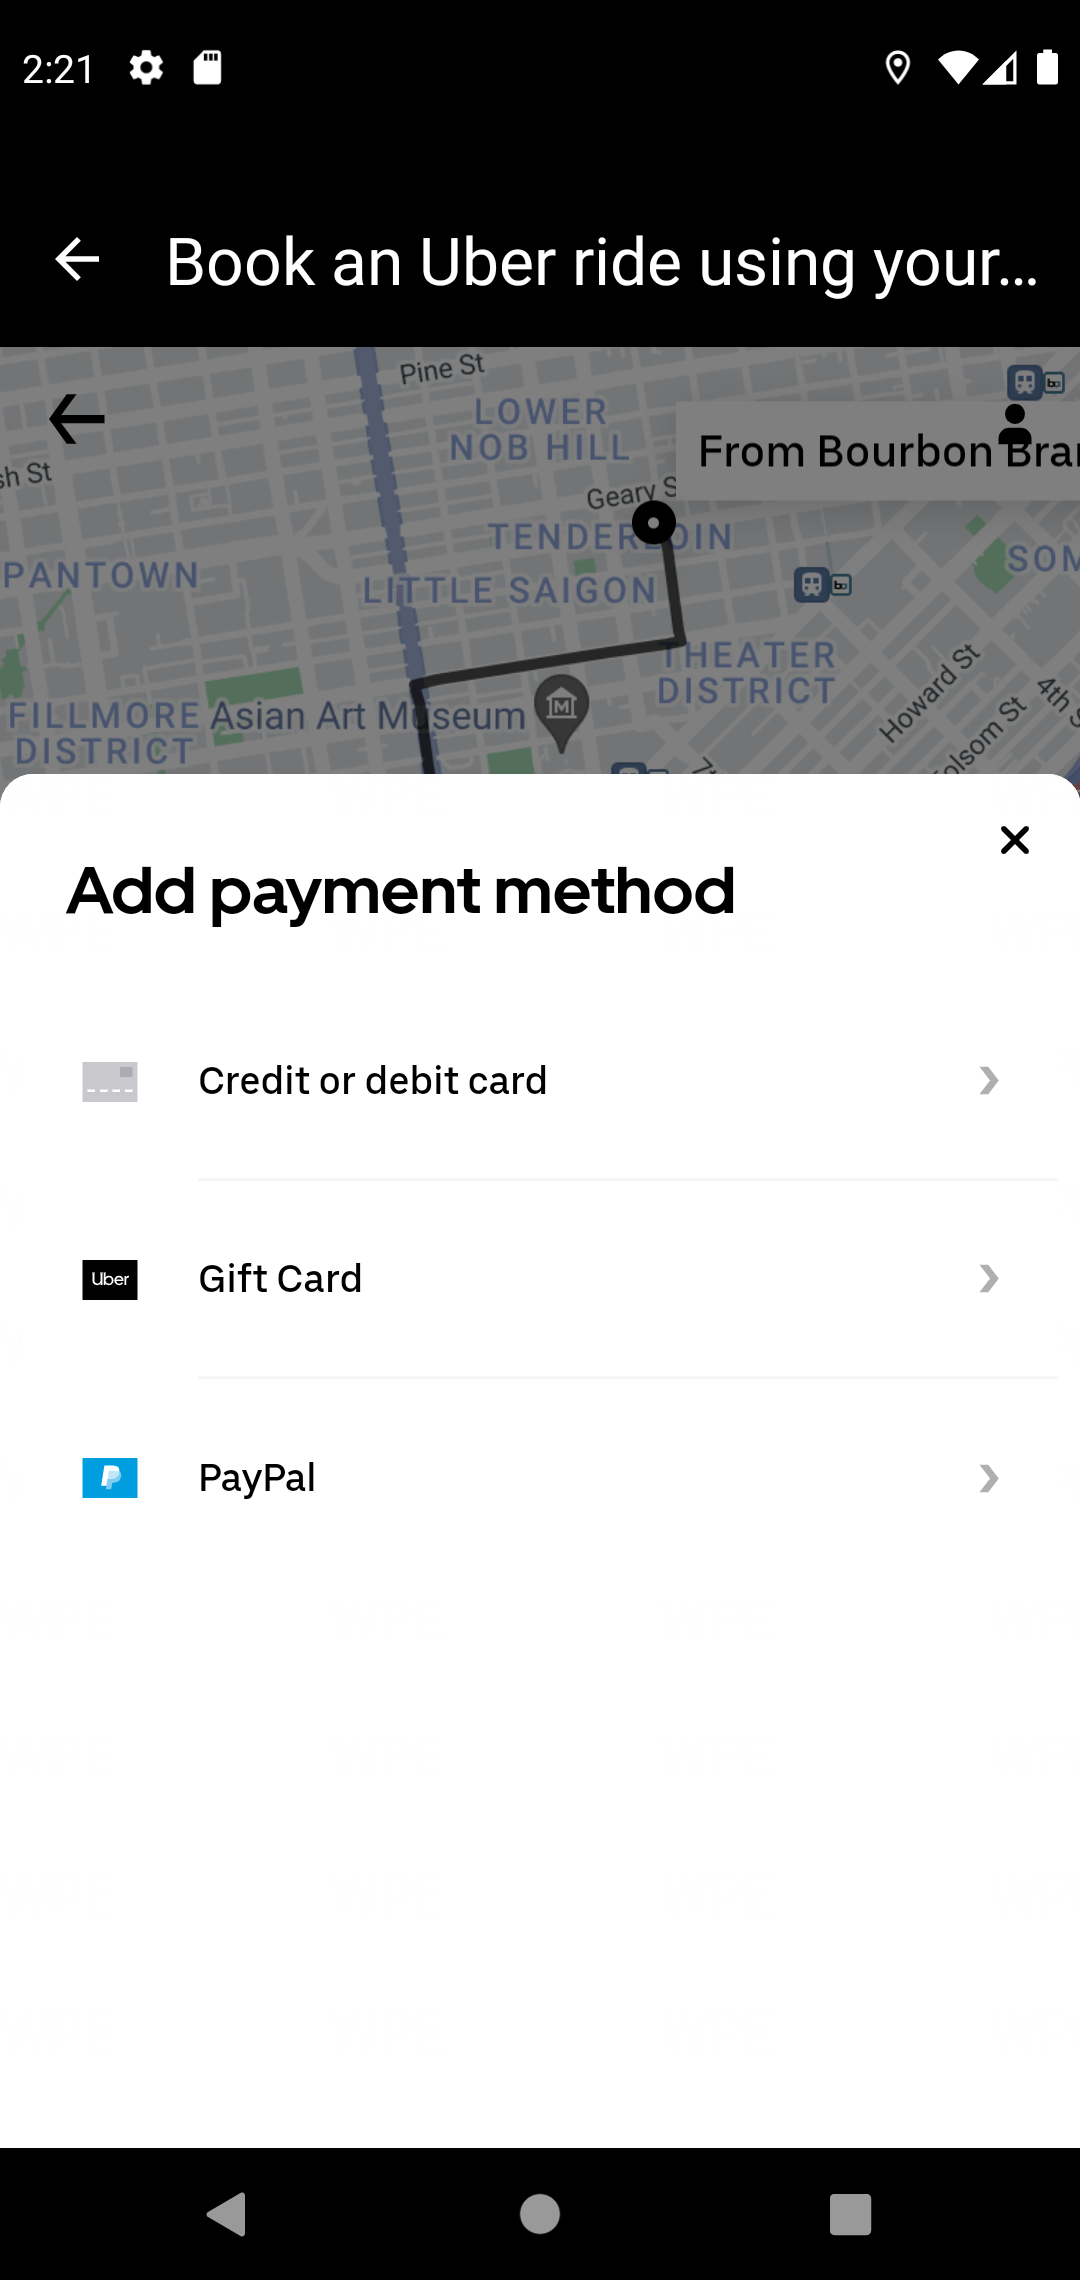 2:21
Book an Uber ride using your...
Pine St
LOWER
NOB HILL
From Bourbon Bra
sh St
Geary S
TENDERLOIN
SOM
PANTOWN
LITTLE SAIGON
THEATER
DISTRICT
Howard St
4th S
FILLMORE
DISTRICT
Asian Art Museum
olsom St
Add payment method
Credit or debit card
Uber
Gift Card
PayPal